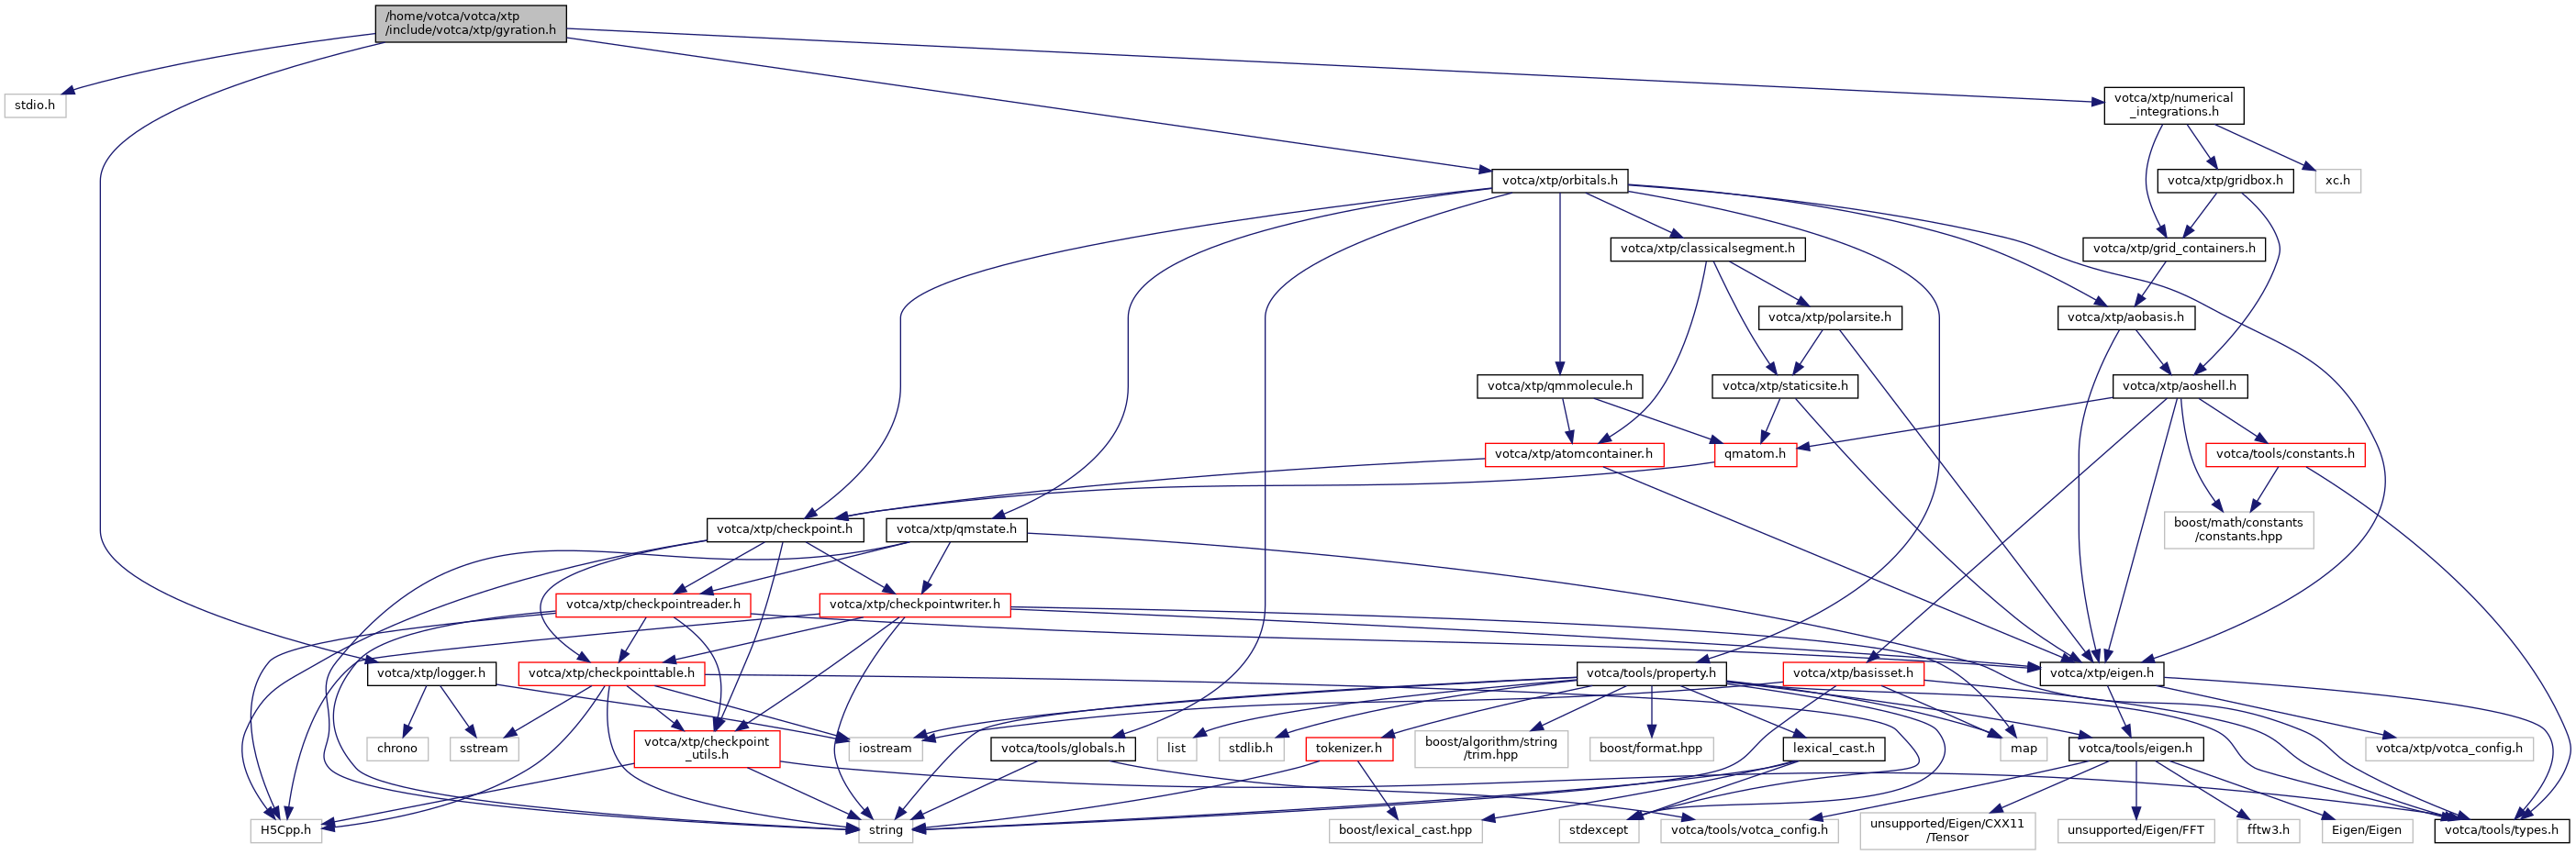 /home/votca/votca/xtp
/include/votca/xtp/gyration.h
stdio.h
votca/xtp/numerical
_integrations.h
votca/xtp/orbitals.h
votca/xtp/gridbox.h
xc.h
votca/xtp/classicalsegment.h
votca/xtp/grid_containers.h
votca/xtp/polarsite.h
votca/xtp/aobasis.h
votca/xtp/qmmolecule.h
votca/xtp/staticsite.h
votca/xtp/aoshell.h
votca/xtp/atomcontainer.h
qmatom.h
votca/tools/constants.h
votca/xtp/checkpoint.h
votca/xtp/qmstate.h
boost/math/constants
/constants.hpp
votca/xtp/checkpointreader.h
votca/xtp/checkpointwriter.h
votca/xtp/logger.h
votca/xtp/checkpointtable.h
votca/tools/property.h
votca/xtp/basisset.h
votca/xtp/eigen.h
chrono
sstream
votca/xtp/checkpoint
_utils.h
iostream
votca/tools/globals.h
list
stdlib.h
tokenizer.h
boost/algorithm/string
/trim.hpp
boost/format.hpp
lexical_cast.h
map
votca/tools/eigen.h
votca/xtp/votca_config.h
H5Cpp.h
string
boost/lexical_cast.hpp
stdexcept
votca/tools/votca_config.h
unsupported/Eigen/CXX11
/Tensor
unsupported/Eigen/FFT
fftw3.h
Eigen/Eigen
votca/tools/types.h